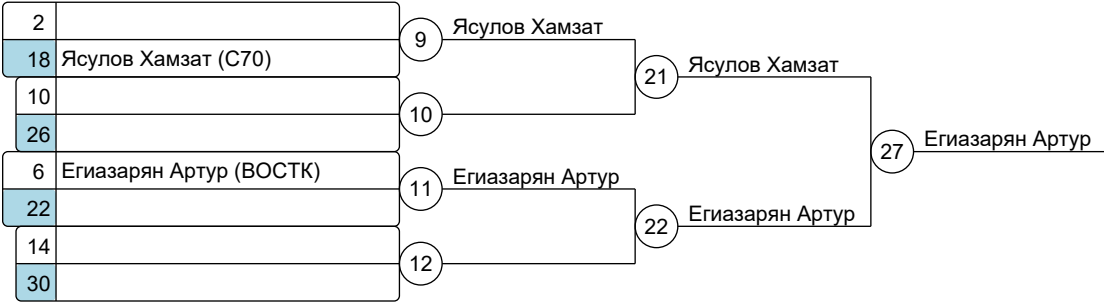 2
18 Ясулов Хамзат (С70)
10
26
6 Егиазарян Артур (ВОСТК)
22
14
30
9 Ясулов Хамзат
10
11 Егиазарян Артур
12
21 Ясулов Хамзат
22 Егиазарян Артур
27 Егиазарян Артур